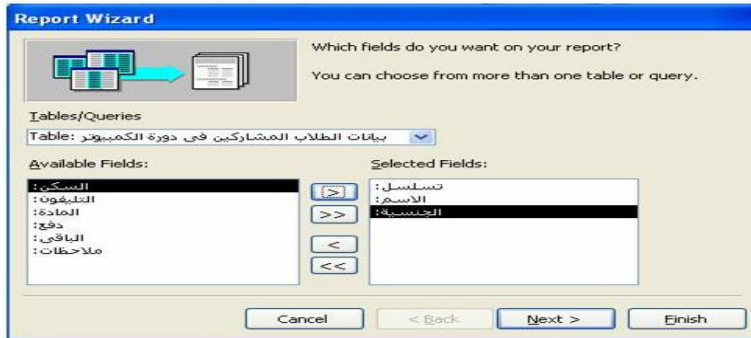 Report Wizard
Which fields do you want on your report?
You can choose from more than one table or query.
Tables/Queries
Table: بيانات الطلاب المشاركين فى دورة الكمبيوتر
Available Fields:
Selected Fields:
السكن:
التليفون:
المادة:
دفع:
الباقى:
ملاحظات:
>
>>
<
<<
تسلسل:
الاسم:
الجنسية:
Cancel
< Back
Next >
Finish